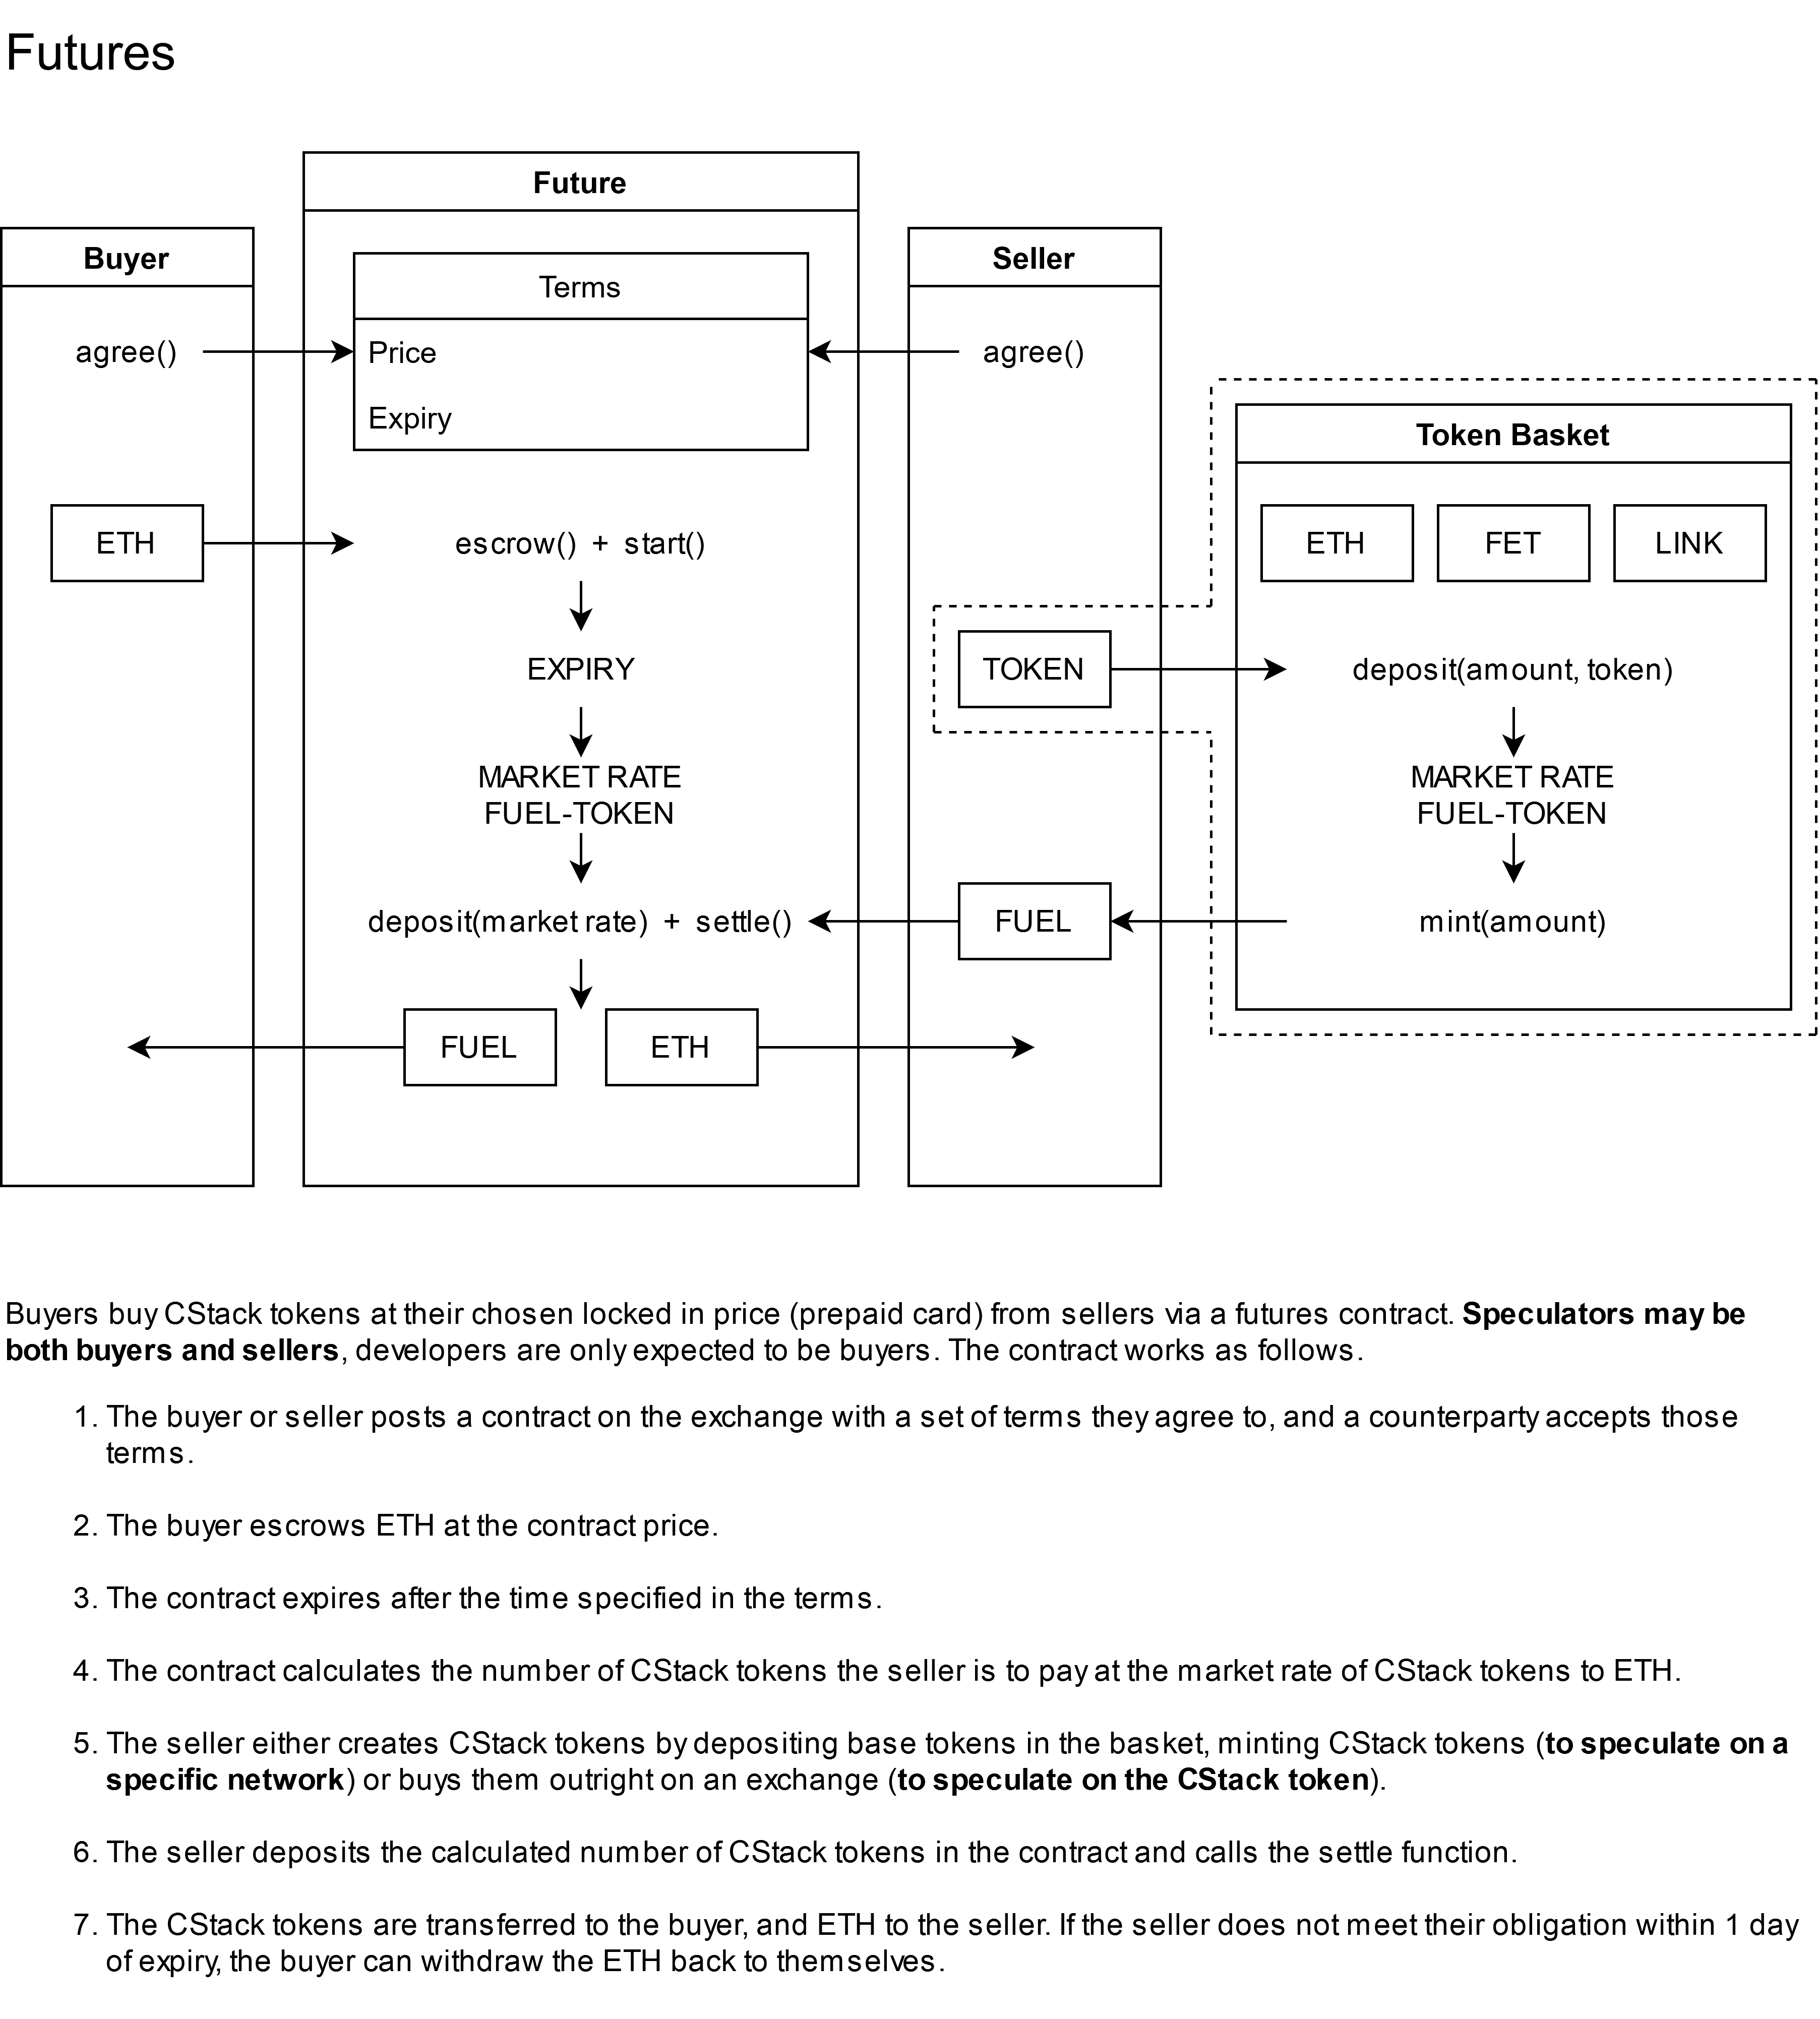 Futures
Future
Buyer
Seller
Terms
agree()
Price
agree()
Expiry
Token Basket
ETH
escrow() + start()
ETH
FET
LINK
EXPIRY
TOKEN
deposit(amount, token)
MARKET RATE
FUEL-TOKEN
MARKET RATE
FUEL-TOKEN
deposit(market rate) + settle()
FUEL
mint(amount)
FUEL
ETH
Buyers buy CStack tokens at their chosen locked in price (prepaid card) from sellers via a futures contract. Speculators may be
both buyers and sellers, developers are only expected to be buyers. The contract works as follows.
1. The buyer or seller posts a contract on the exchange with a set of terms they agree to, and a counterparty accepts those
terms.
2. The buyer escrows ETH at the contract price.
3. The contract expires after the time specified in the terms.
4. The contract calculates the number of CStack tokens the seller is to pay at the market rate of CStack tokens to ETH.
5. The seller either creates CStack tokens by depositing base tokens in the basket, minting CStack tokens (to speculate on a
specific network) or buys them outright on an exchange (to speculate on the CStack token).
6. The seller deposits the calculated number of CStack tokens in the contract and calls the settle function.
7. The CStack tokens are transferred to the buyer, and ETH to the seller. If the seller does not meet their obligation within 1 day
of expiry, the buyer can withdraw the ETH back to themselves.